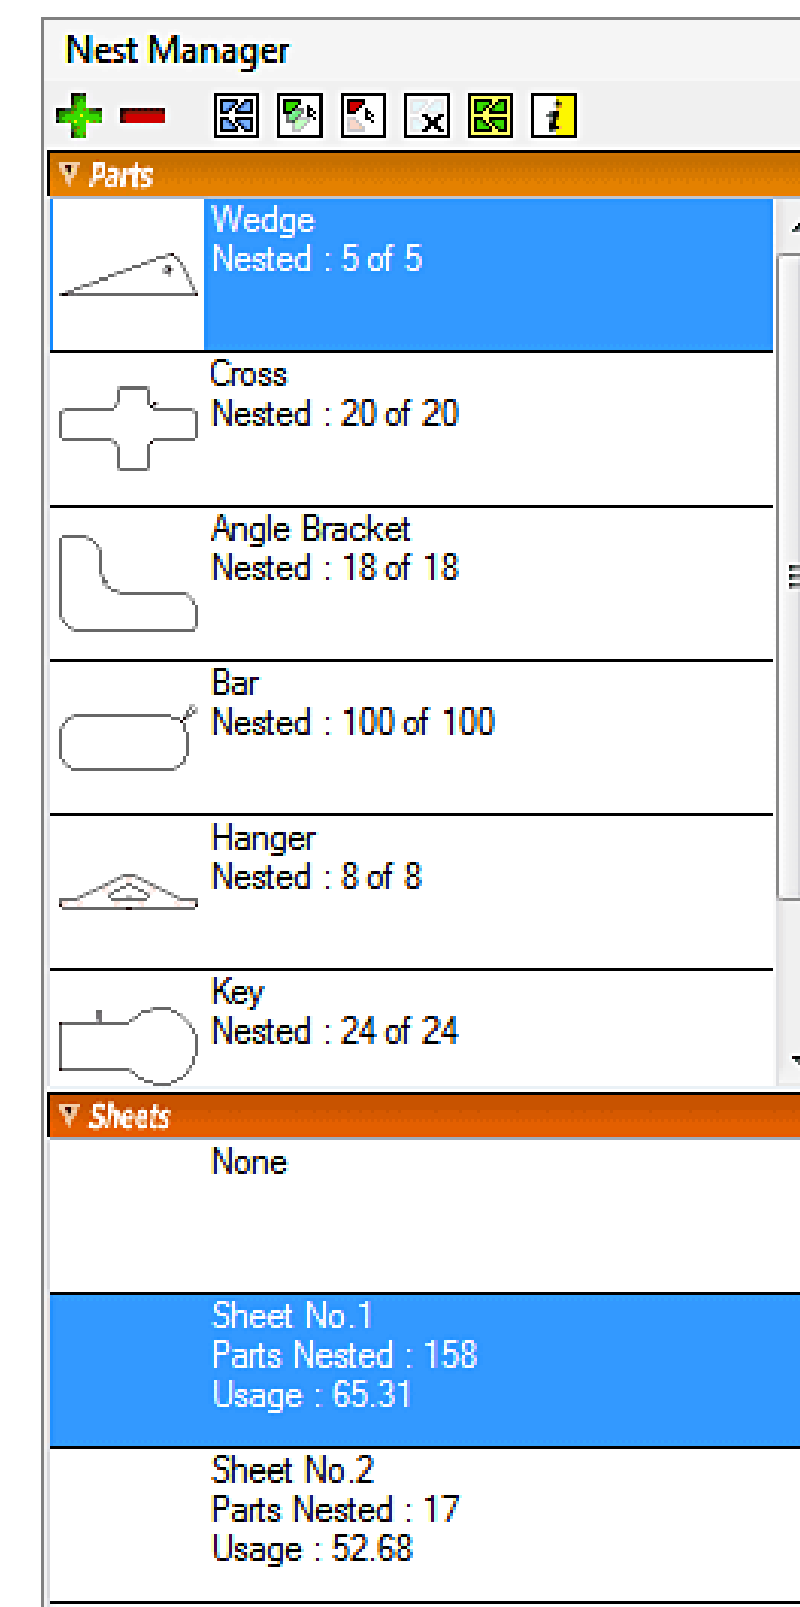 Nest Manager
Parts
Wedge
Nested : 5 of 5
Cross
Nested : 20 of 20
Angle Bracket
Nested : 18 of 18
Bar
Nested : 100 of 100
Hanger
Nested : 8 of 8
Key
Nested : 24 of 24
Sheets
None
Sheet No.1
Parts Nested : 158
Usage : 65.31
Sheet No.2
Parts Nested : 17
Usage : 52.68